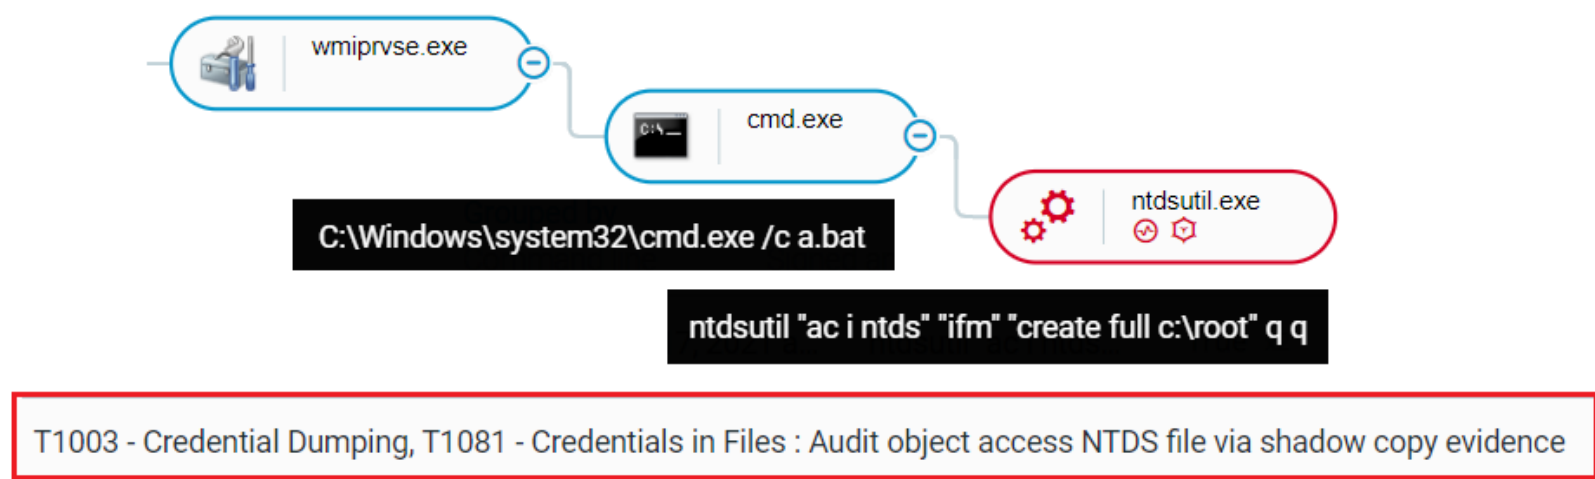 wmiprvse.exe
cmd.exe
C:\Windows\system32\cmd.exe /c a.bat
ntdsutil.exe
ntdsutil "ac i ntds" "ifm" "create full c:\root" q q
T1003 - Credential Dumping, T1081 - Credentials in Files : Audit object access NTDS file via shadow copy evidence